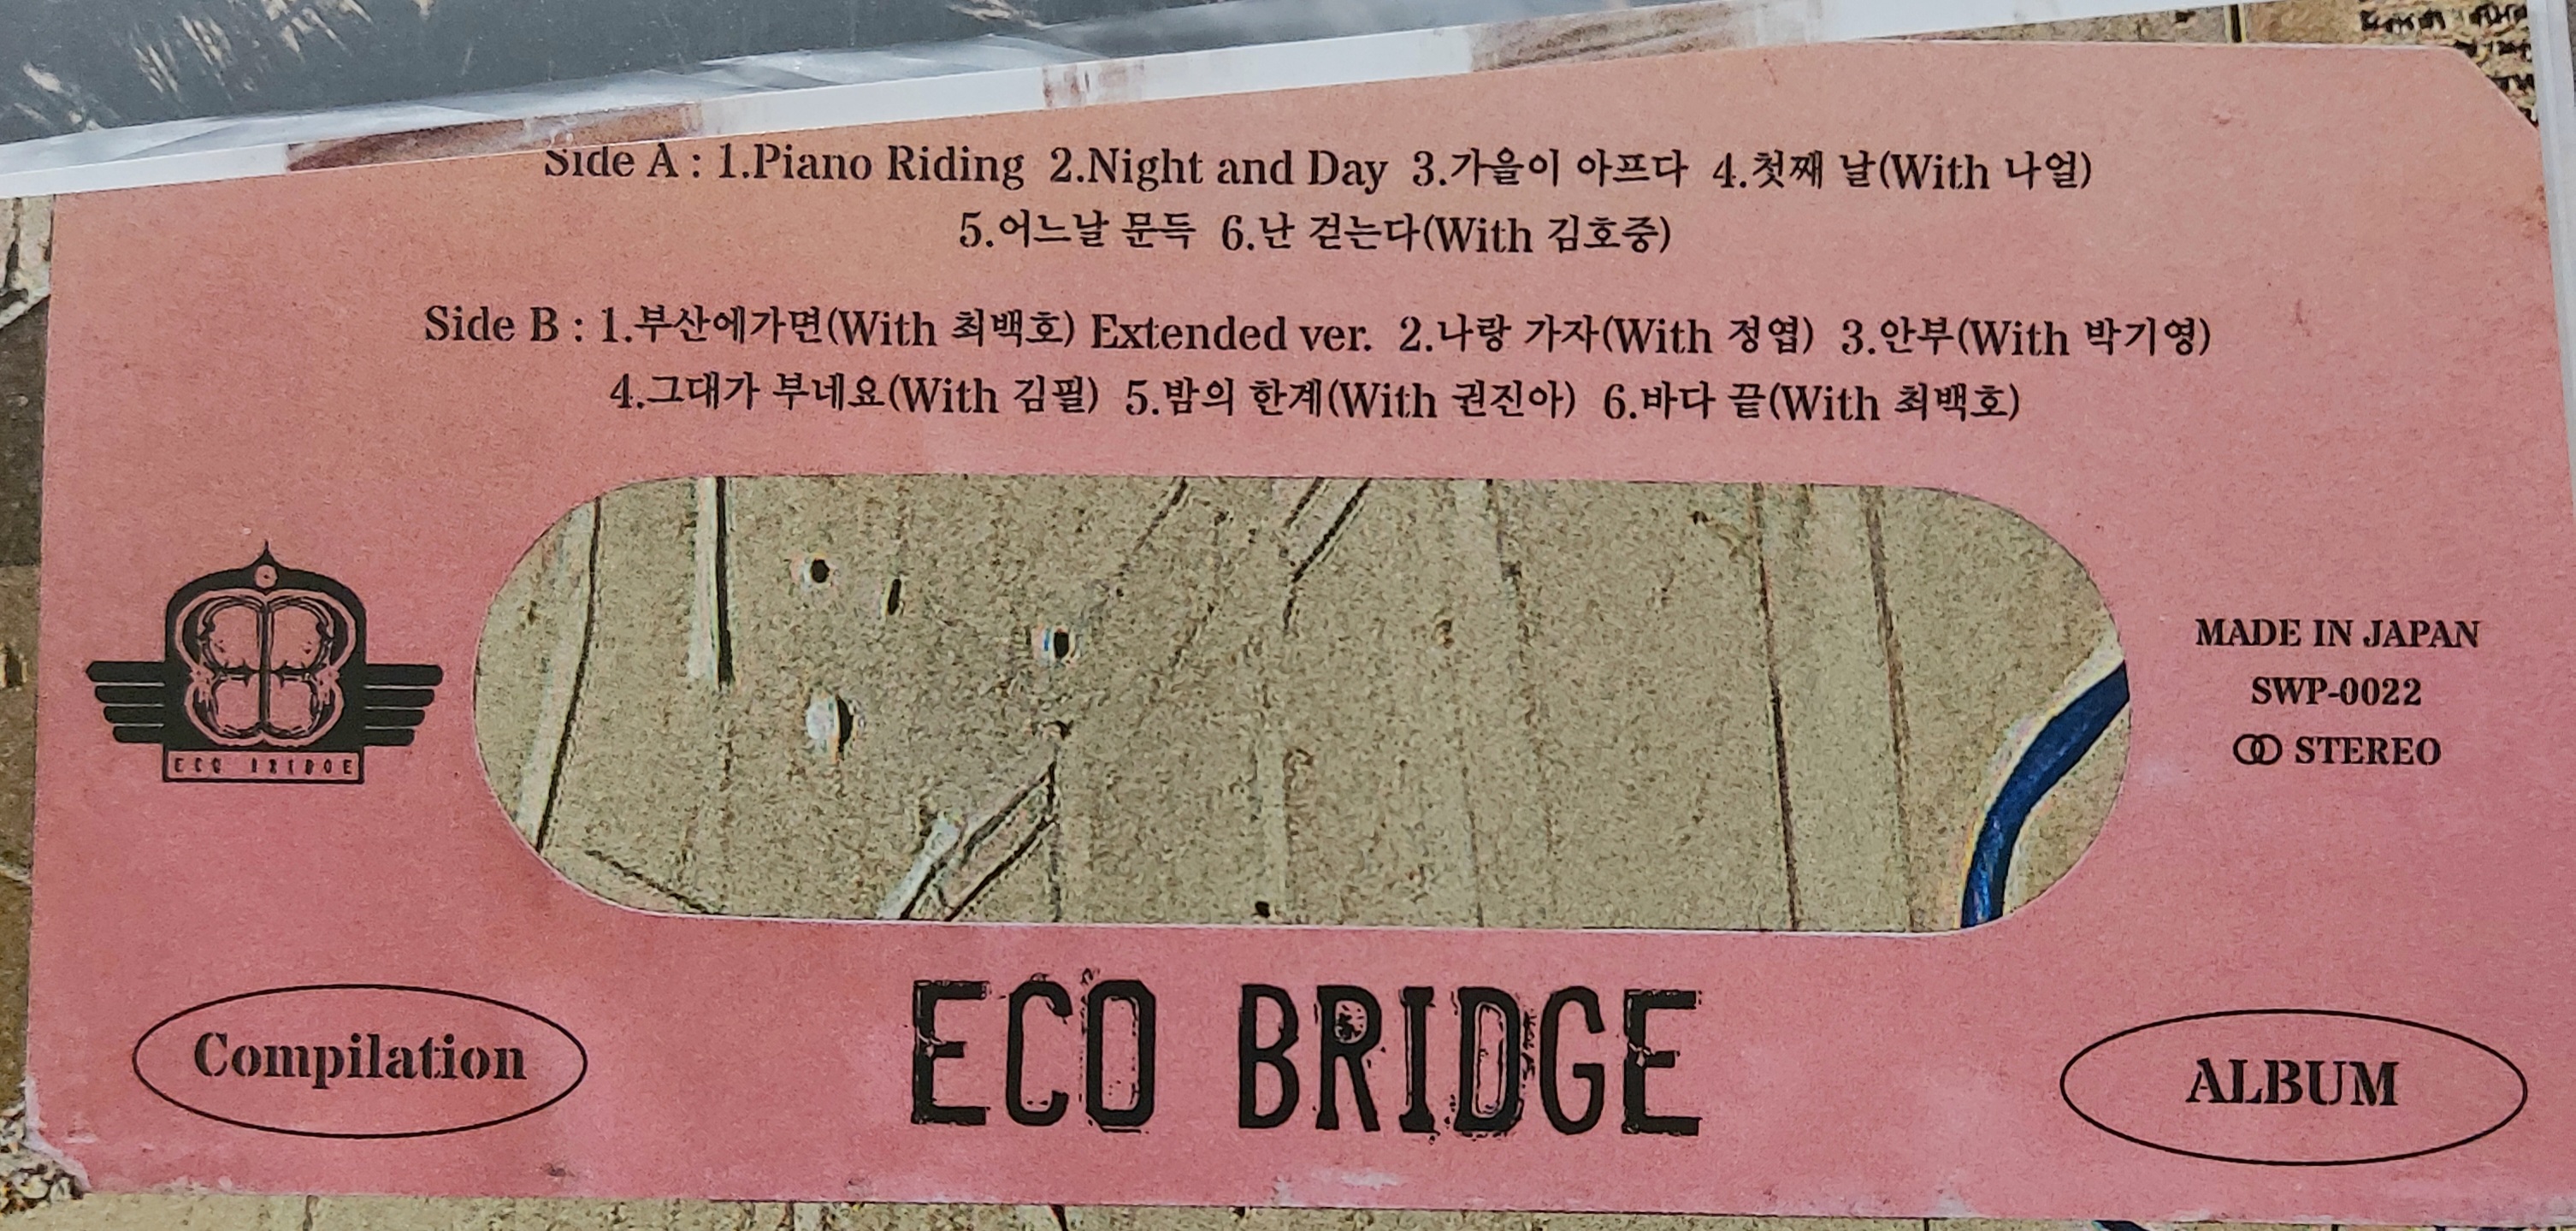 Side A : 1.Piano Riding 2.Night and Day 3.가을이 아프다 4.첫째 날(With 나얼)
5.어느날 문득 6.난 걷는다(With 김호중)
Side B : 1.부산에가면(With 최백호) Extended ver. 2.나랑 가자(With 정엽) 3.안부(With 박기영)
4.그대가 부네요(With 김필) 5.밤의 한계(With 권진아) 6.바다 끝(With 최백호)
ECO BRIDGE
MADE IN JAPAN
SWP-0022
STEREO
Compilation
ECO BRIDGE
ALBUM